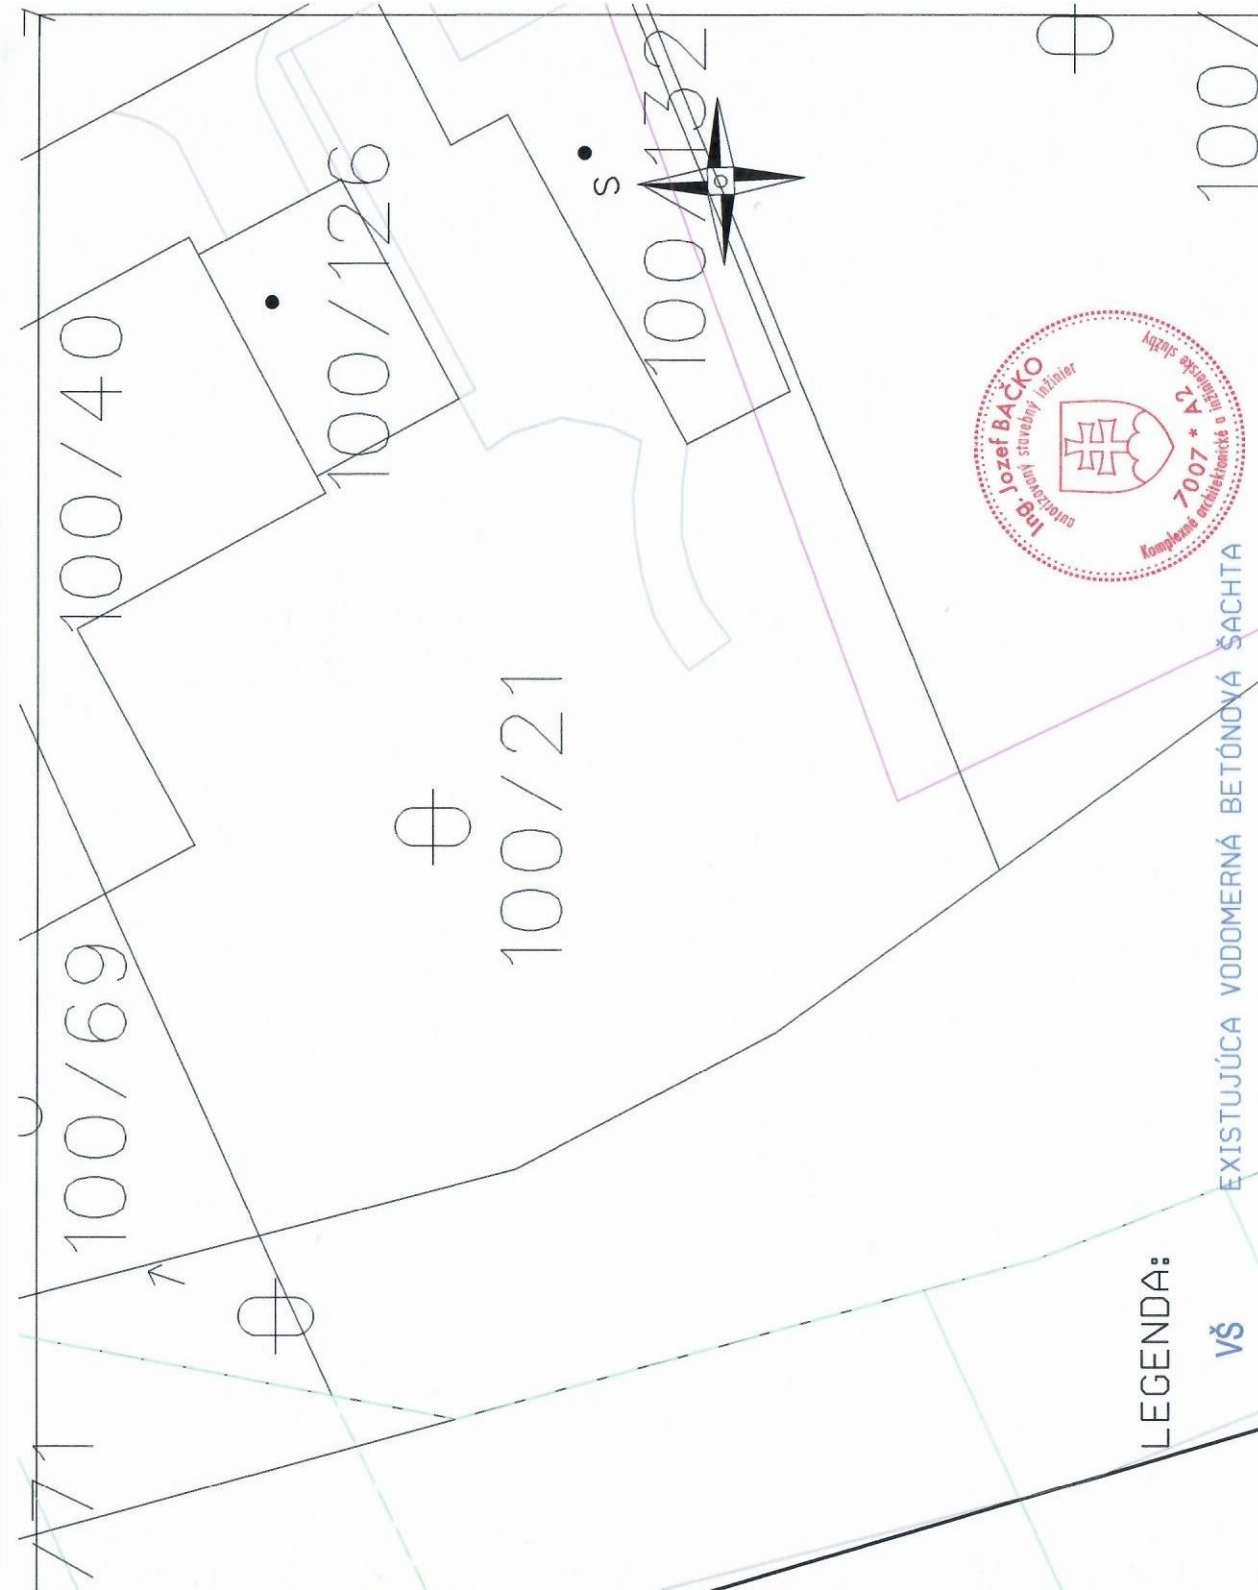 100/40
100/126
S
100/132
100/
100/69
100/21
/71
LEGENDA:
VŠ EXISTUJÚCA VODOMERNÁ BETÓNOVÁ ŠACHTA
Ing. Jozef BAČKO
autorizovaný stavebný inžinier
7007 * A2
Komplexné architektonické a inžinierske služby